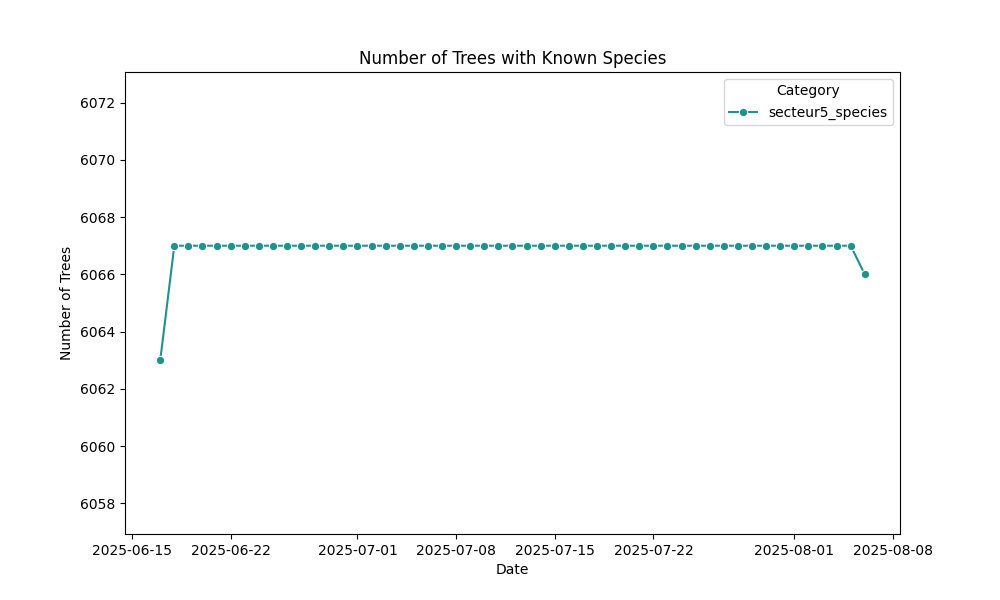 Number of Trees with Known Species
Category
secteur5_species
6072
6070
6068
6066
6064
6062
6060
6058
Number of Trees
2025-06-15 2025-06-22 2025-07-01 2025-07-08 2025-07-15 2025-07-22 2025-08-01 2025-08-08
Date